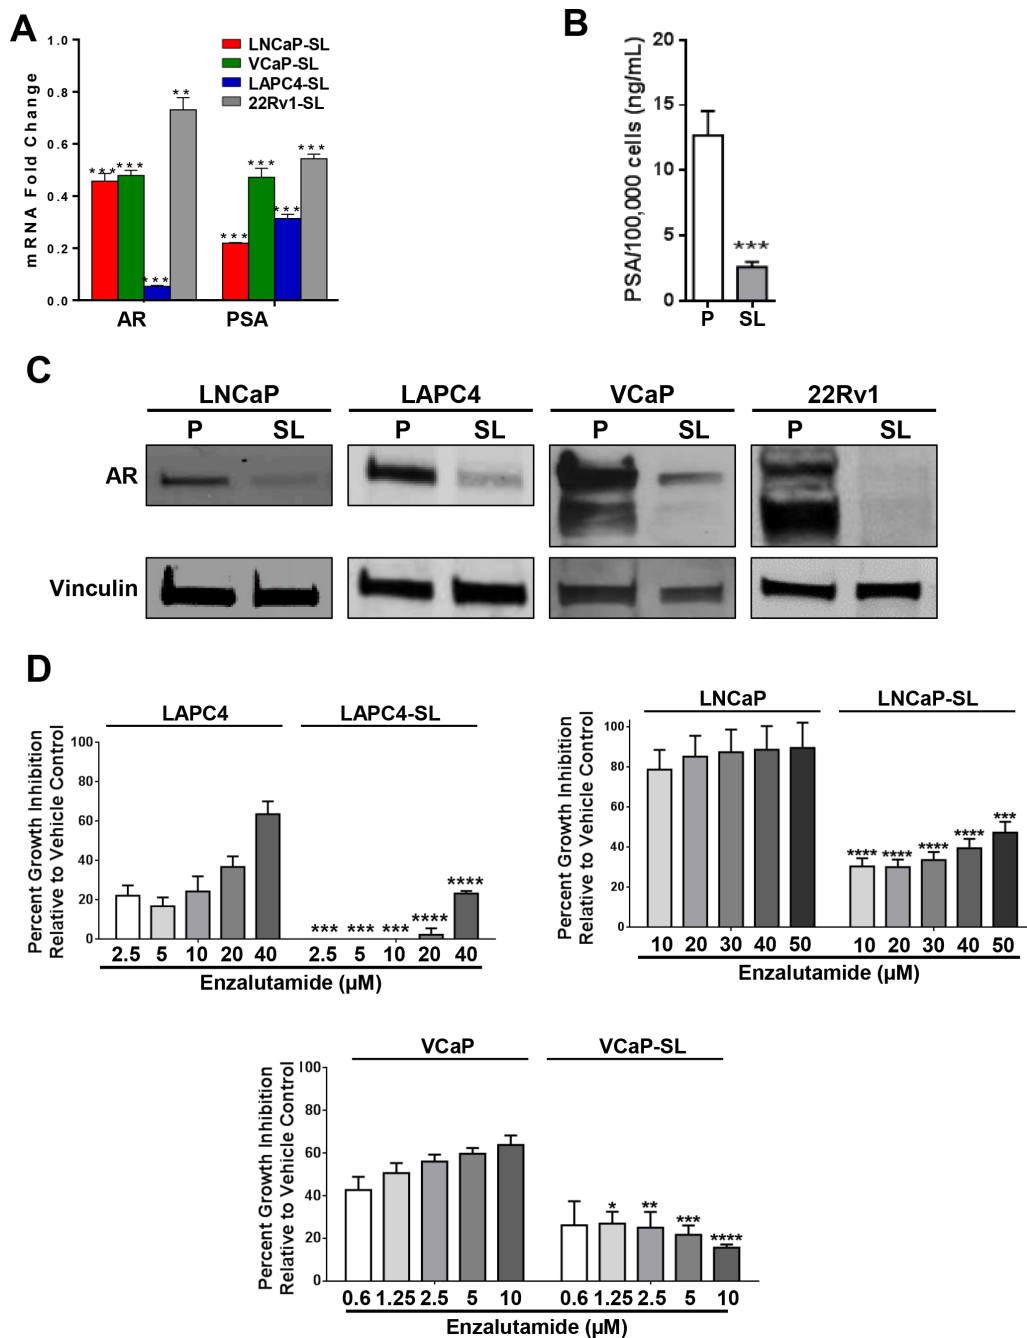 A
1.0
0.8
0.6
0.4
0.2
0.0
mRNA Fold Change
LNCaP-SL
VCaP-SL
LAPC4-SL
22Rv1-SL
*** *** *** **
*** *** *** ***
AR PSA
B
20
15
10
5
0
PSA/100,000 cells (ng/mL)
***
P SL
C
LNCaP LAPC4 VCaP 22Rv1
P SL P SL P SL P SL
AR
Vinculin
D
LAPC4 LAPC4-SL
Percent Growth Inhibition
Relative to Vehicle Control
100
80
60
40
20
0
*** *** *** **** ****
2.5 5 10 20 40 2.5 5 10 20 40
Enzalutamide (µM)
LNCaP LNCaP-SL
Percent Growth Inhibition
Relative to Vehicle Control
100
80
60
40
20
0
**** **** **** **** ***
10 20 30 40 50 10 20 30 40 50
Enzalutamide (µM)
VCaP VCaP-SL
Percent Growth Inhibition
Relative to Vehicle Control
100
80
60
40
20
0
* ** *** ****
0.6 1.25 2.5 5 10 0.6 1.25 2.5 5 10
Enzalutamide (µM)